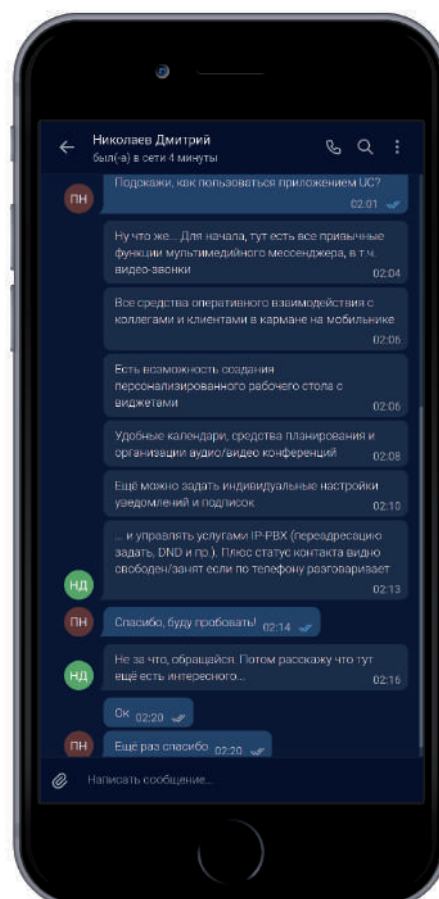 Николаев Дмитрий
был(-а) в сети 4 минуты
Подскажи, как пользоваться приложением UC?
02:01
ПН
Ну что же... Для начала, тут есть все привычные
функции мультимедийного мессенджера, в т.ч.
видео-звонки
02:04
Все средства оперативного взаимодействия с
коллегами и клиентами в кармане на мобильнике
02:06
Есть возможность создания
персонализированного рабочего стола с
виджетами
02:06
Удобные календари, средства планирования и
организации аудио/видео конференций
02:08
Ещё можно задать индивидуальные настройки
уведомлений и подписок
02:10
... и управлять услугами IP-PBX (переадресацию
задать, DND и пр.). Плюс статус контакта видно
свободен/занят если по телефону разговаривает
02:13
НД
ПН
Спасибо, буду пробовать! 02:14
Не за что, обращайся. Потом расскажу что тут
ещё есть интересного...
02:16
НД
Ок 02:20
ПН
Ещё раз спасибо 02:20
Написать сообщение...